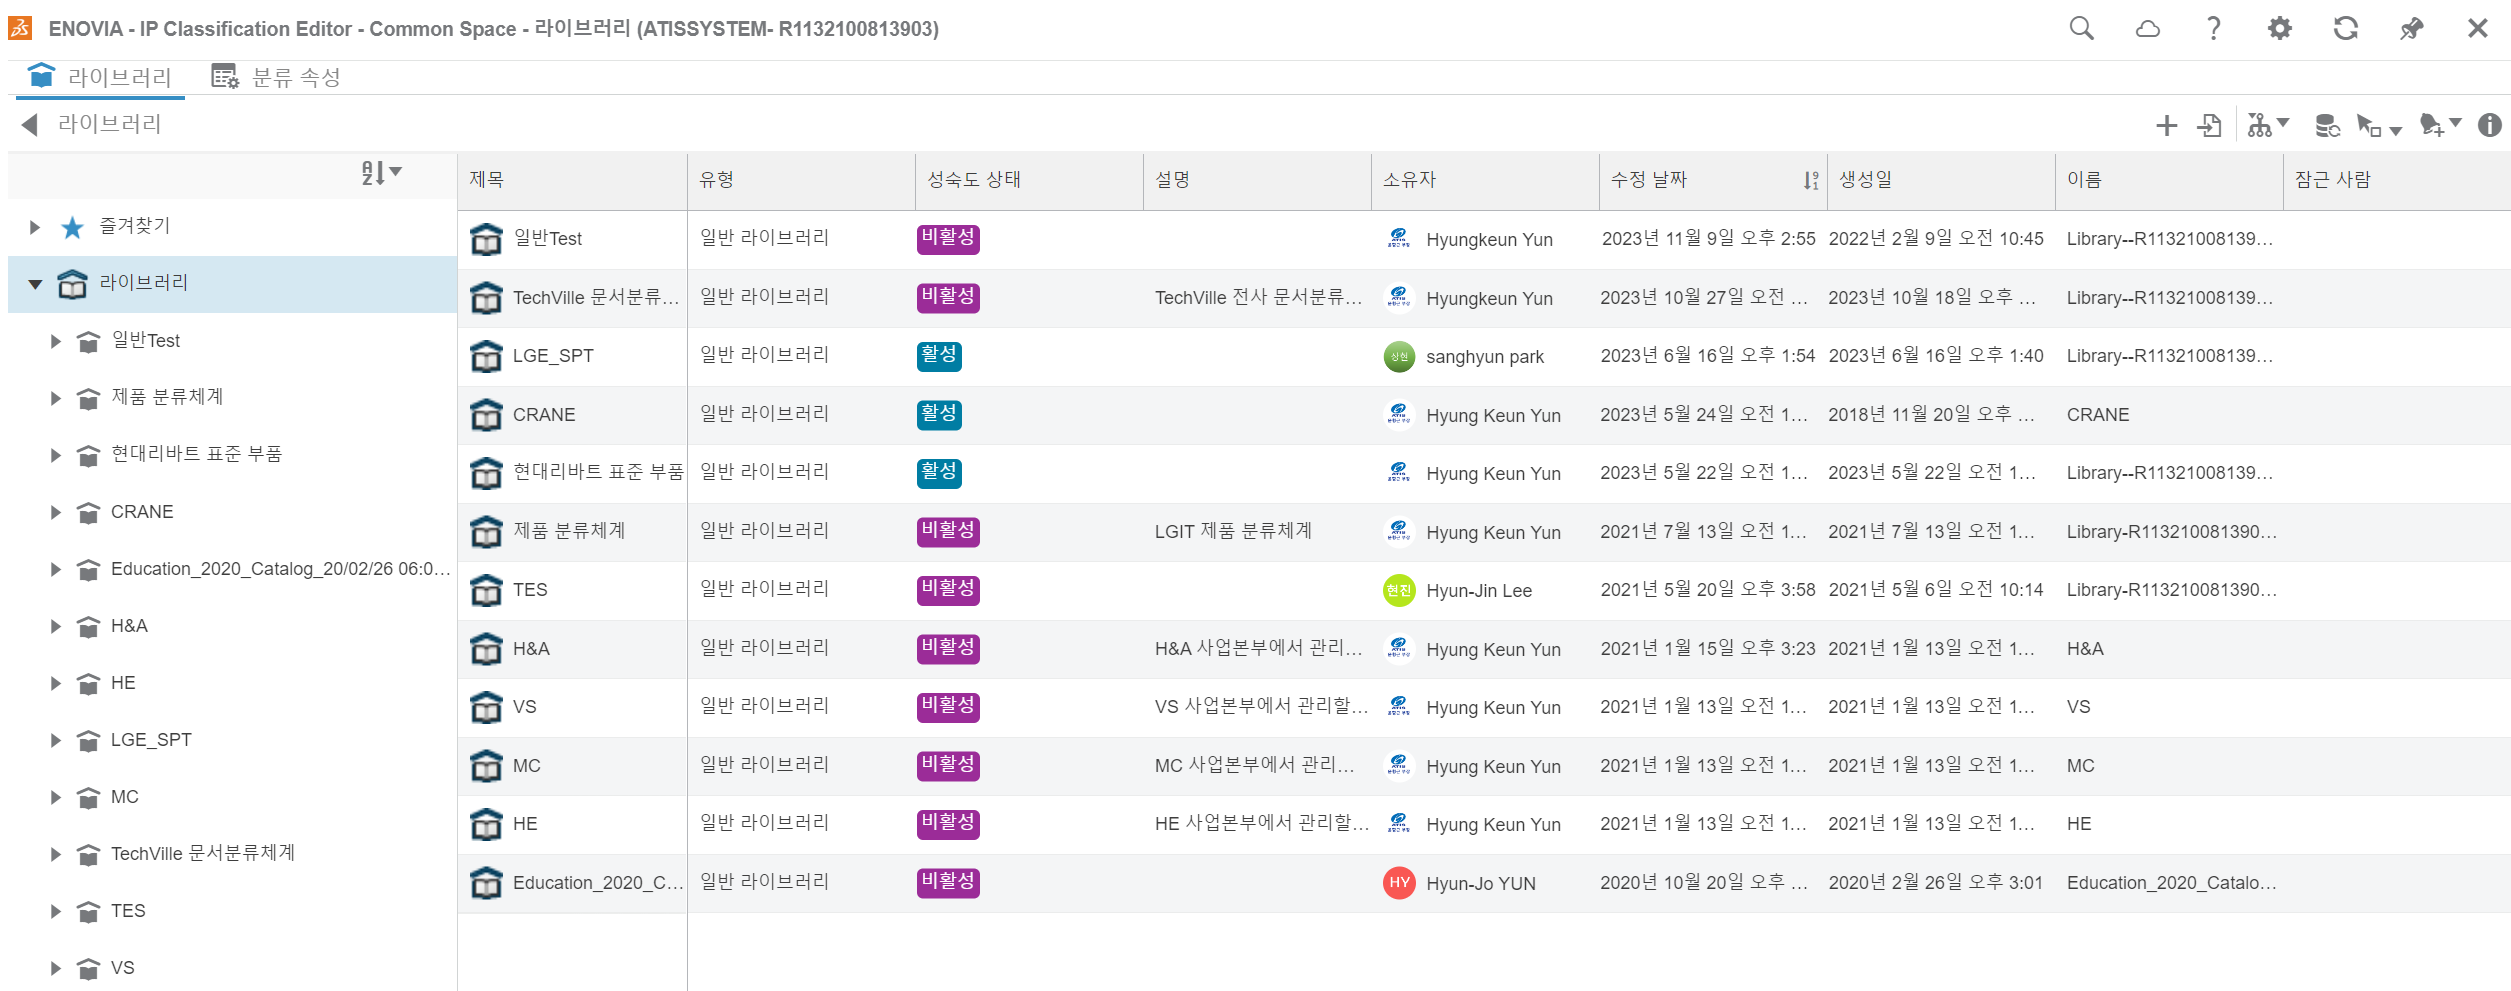 ENOVIA - IP Classification Editor - Common Space - 라이브러리 (ATISSYSTEM- R1132100813903)
라이브러리 분류 속성
라이브러리
제목 유형 성숙도 상태 설명 소유자 수정 날짜 생성일 이름 잠근 사람
즐겨찾기
라이브러리
일반Test
제품 분류체계
현대리바트 표준 부품
CRANE
Education_2020_Catalog_20/02/26 06:0...
H&A
HE
LGE_SPT
MC
TechVille 문서분류체계
TES
VS
일반Test 일반 라이브러리 비활성 Hyungkeun Yun 2023년 11월 9일 오후 2:55 2022년 2월 9일 오전 10:45 Library--R11321008139...
TechVille 문서분류... 일반 라이브러리 비활성 TechVille 전사 문서분류... Hyungkeun Yun 2023년 10월 27일 오전 ... 2023년 10월 18일 오후 ... Library--R11321008139...
LGE_SPT 일반 라이브러리 활성 상현 sanghyun park 2023년 6월 16일 오후 1:54 2023년 6월 16일 오후 1:40 Library--R11321008139...
CRANE 일반 라이브러리 활성 Hyung Keun Yun 2023년 5월 24일 오전 1... 2018년 11월 20일 오후 ... CRANE
현대리바트 표준 부품 일반 라이브러리 활성 Hyung Keun Yun 2023년 5월 22일 오전 1... 2023년 5월 22일 오전 1... Library--R11321008139...
제품 분류체계 일반 라이브러리 비활성 LGIT 제품 분류체계 Hyung Keun Yun 2021년 7월 13일 오전 1... 2021년 7월 13일 오전 1... Library-R113210081390...
TES 일반 라이브러리 비활성 현진 Hyun-Jin Lee 2021년 5월 20일 오후 3:58 2021년 5월 6일 오전 10:14 Library-R113210081390...
H&A 일반 라이브러리 비활성 H&A 사업본부에서 관리... Hyung Keun Yun 2021년 1월 15일 오후 3:23 2021년 1월 13일 오전 1... H&A
VS 일반 라이브러리 비활성 VS 사업본부에서 관리할... Hyung Keun Yun 2021년 1월 13일 오전 1... 2021년 1월 13일 오전 1... VS
MC 일반 라이브러리 비활성 MC 사업본부에서 관리... Hyung Keun Yun 2021년 1월 13일 오전 1... 2021년 1월 13일 오전 1... MC
HE 일반 라이브러리 비활성 HE 사업본부에서 관리할... Hyung Keun Yun 2021년 1월 13일 오전 1... 2021년 1월 13일 오전 1... HE
Education_2020_C... 일반 라이브러리 비활성 HY Hyun-Jo YUN 2020년 10월 20일 오후 ... 2020년 2월 26일 오후 3:01 Education_2020_Catalo...